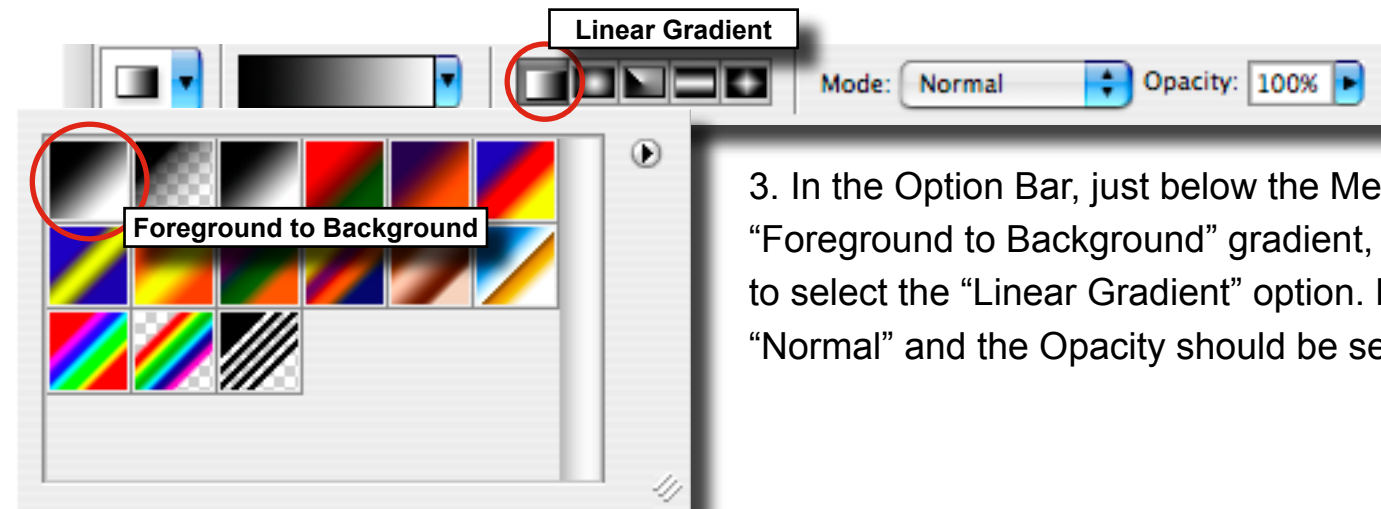 Linear Gradient
Mode: Normal Opacity: 100%
Foreground to Background
3. In the Option Bar, just below the Me
“Foreground to Background” gradient,
to select the “Linear Gradient” option.
“Normal” and the Opacity should be se